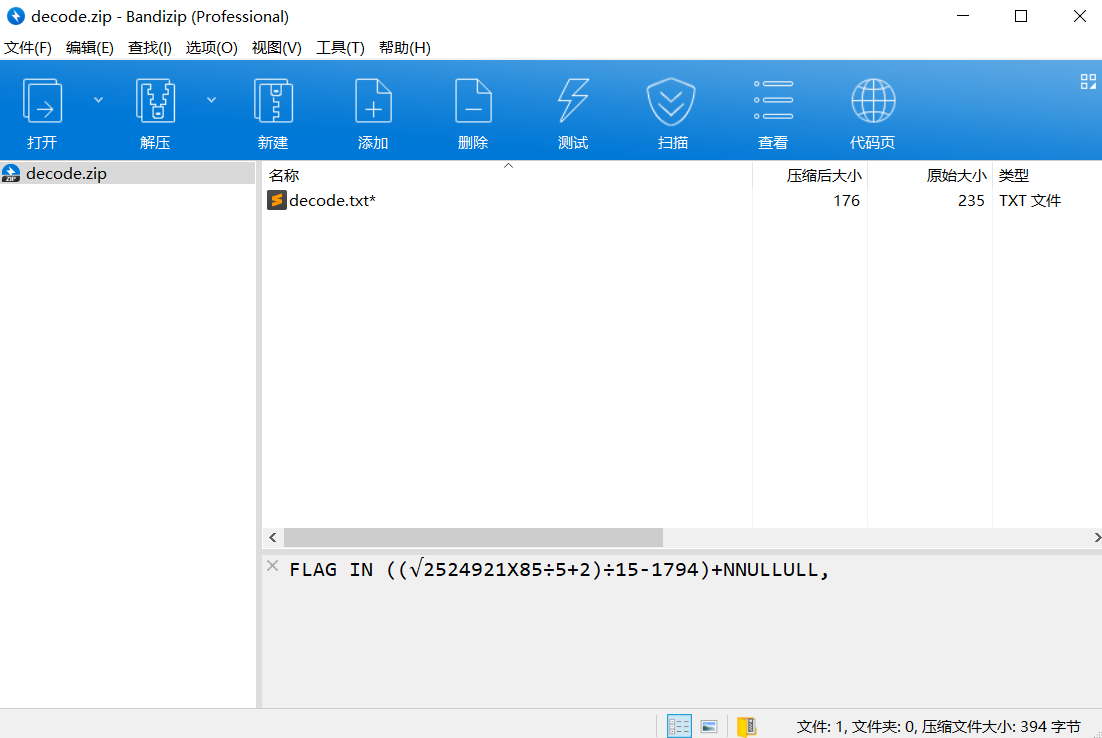 decode.zip - Bandizip (Professional)
文件(F) 编辑(E) 查找(I) 选项(O) 视图(V) 工具(T) 帮助(H)
打开 解压 新建 添加 删除 测试 扫描 查看 代码页
decode.zip
名称 压缩后大小 原始大小 类型
decode.txt* 176 235 TXT 文件
FLAG IN ((√2524921X85÷5+2)÷15-1794)+NNULLULL,
文件: 1, 文件夹: 0, 压缩文件大小: 394 字节